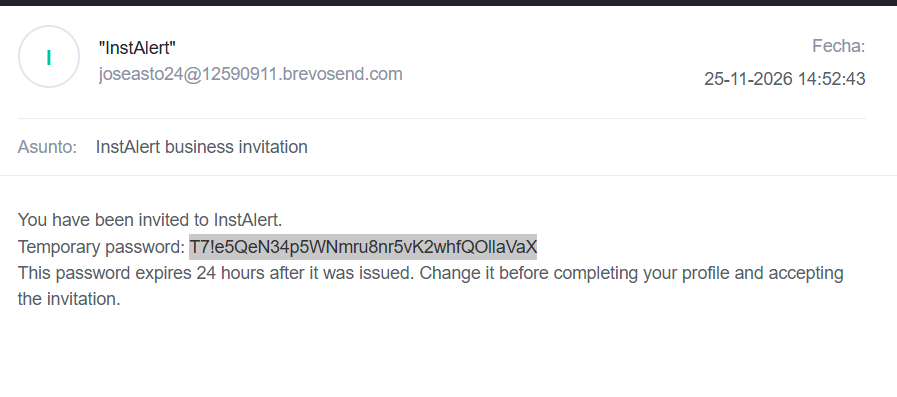 I
"InstAlert"
joseasto24@12590911.brevosend.com
Fecha:
25-11-2026 14:52:43
Asunto: InstAlert business invitation
You have been invited to InstAlert.
Temporary password: T7!e5QeN34p5WNmru8nr5vK2whfQOllaVaX
This password expires 24 hours after it was issued. Change it before completing your profile and accepting
the invitation.